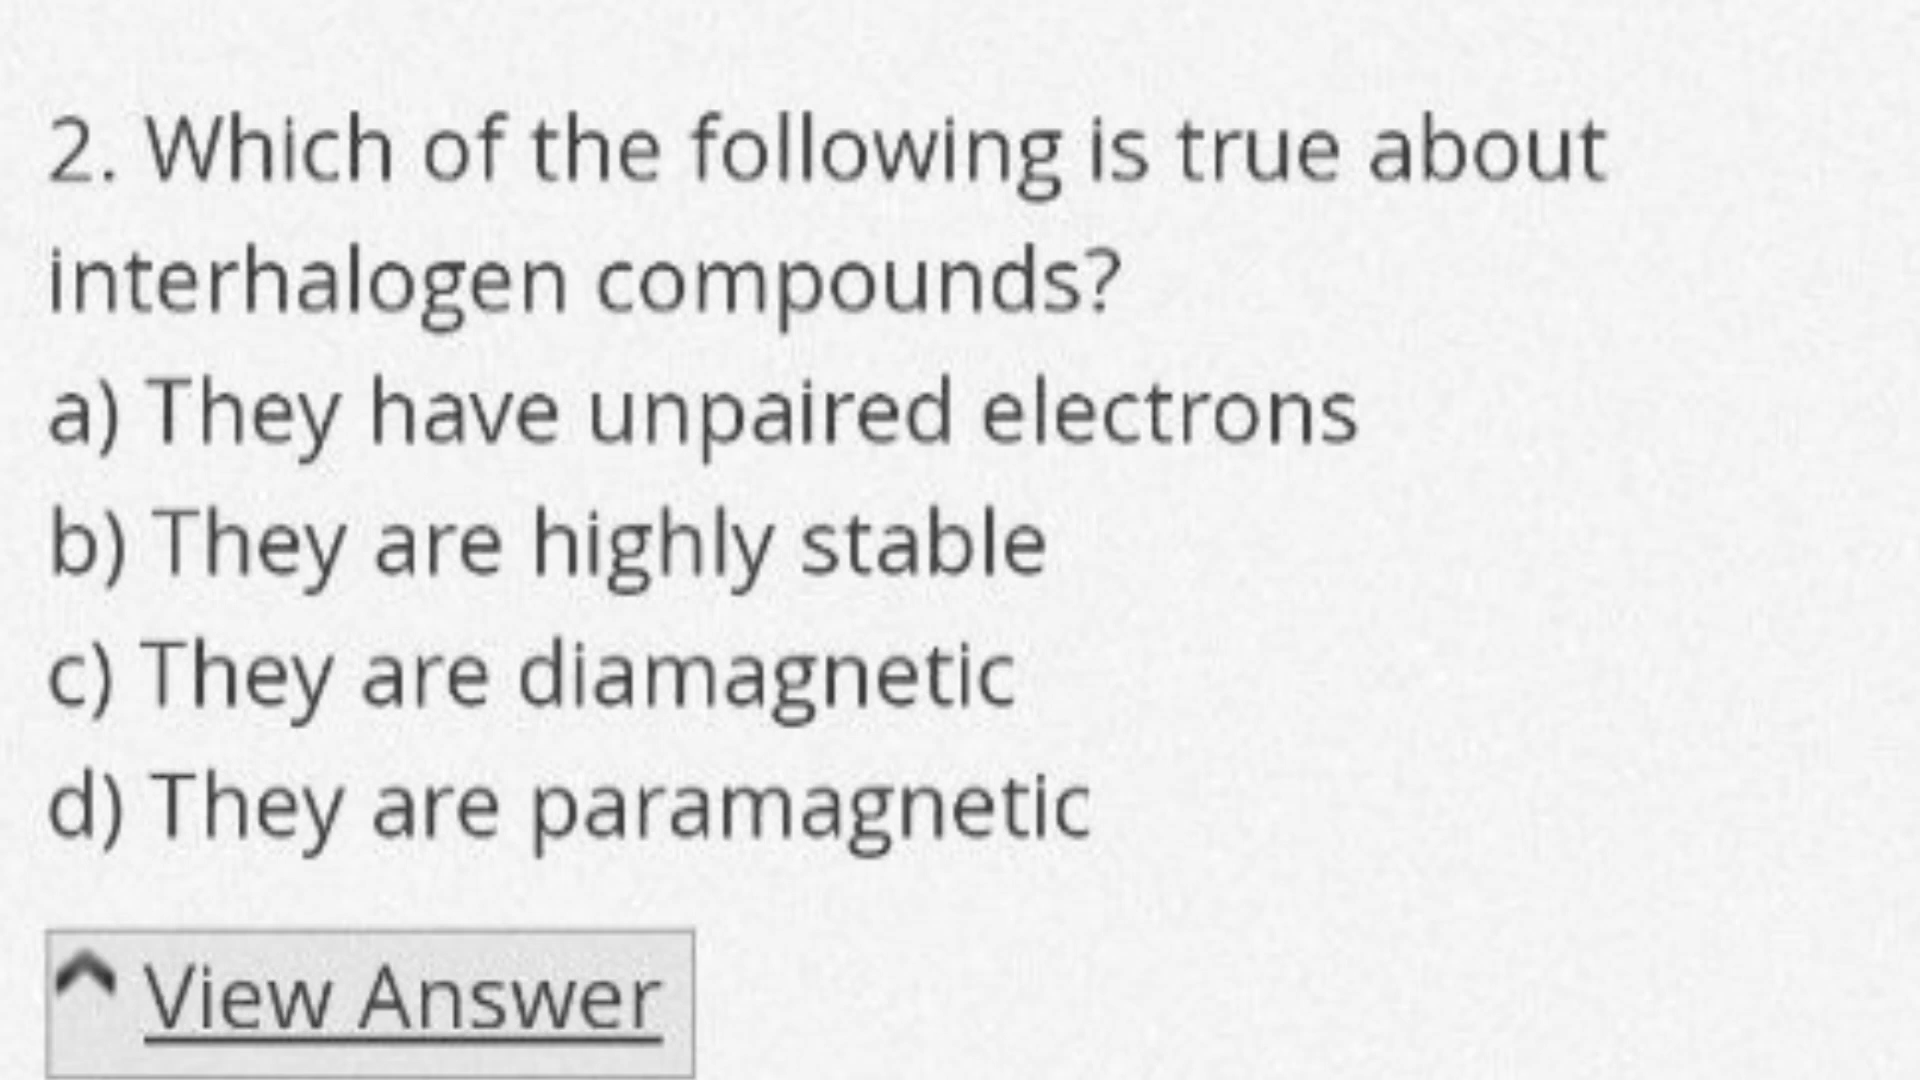 2. Which of the following is true about
interhalogen compounds?
a) They have unpaired electrons
b) They are highly stable
c) They are diamagnetic
d) They are paramagnetic
View Answer